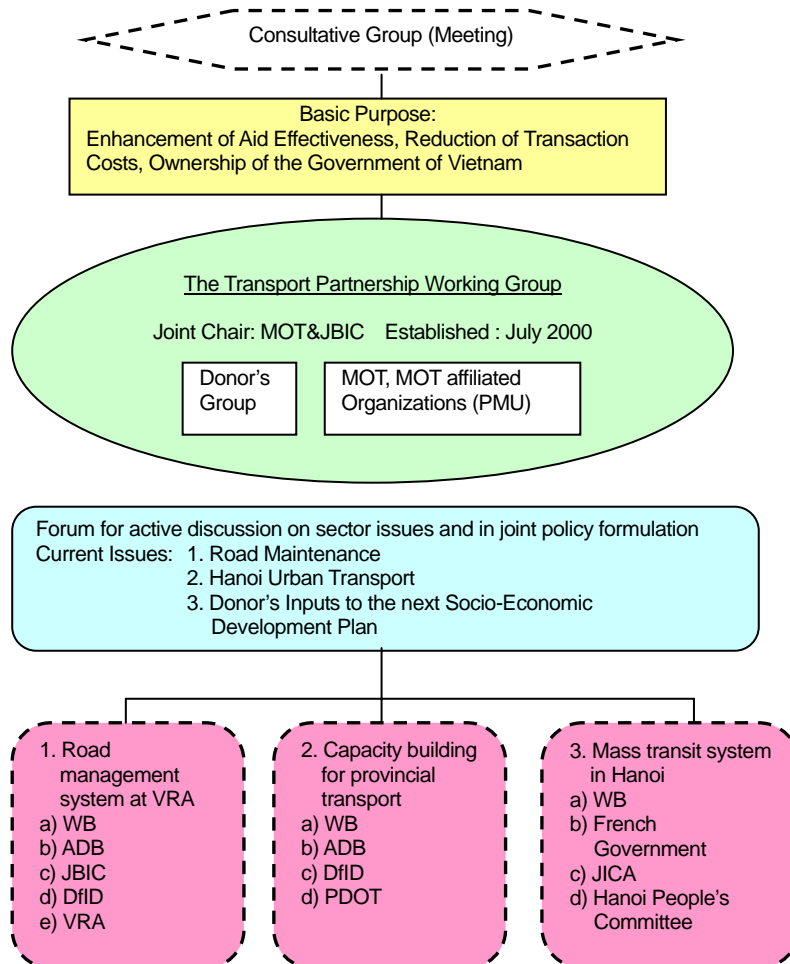 Consultative Group (Meeting)
Basic Purpose:
Enhancement of Aid Effectiveness, Reduction of Transaction
Costs, Ownership of the Government of Vietnam
The Transport Partnership Working Group
Joint Chair: MOT&JBIC Established : July 2000
Donor's
Group
MOT, MOT affiliated
Organizations (PMU)
Forum for active discussion on sector issues and in joint policy formulation
Current Issues: 1. Road Maintenance
2. Hanoi Urban Transport
3. Donor's Inputs to the next Socio-Economic
Development Plan
1. Road
management
system at VRA
a) WB
b) ADB
c) JBIC
d) DfID
e) VRA
2. Capacity building
for provincial
transport
a) WB
b) ADB
c) DfID
d) PDOT
3. Mass transit system
in Hanoi
a) WB
b) French
Government
c) JICA
d) Hanoi People's
Committee